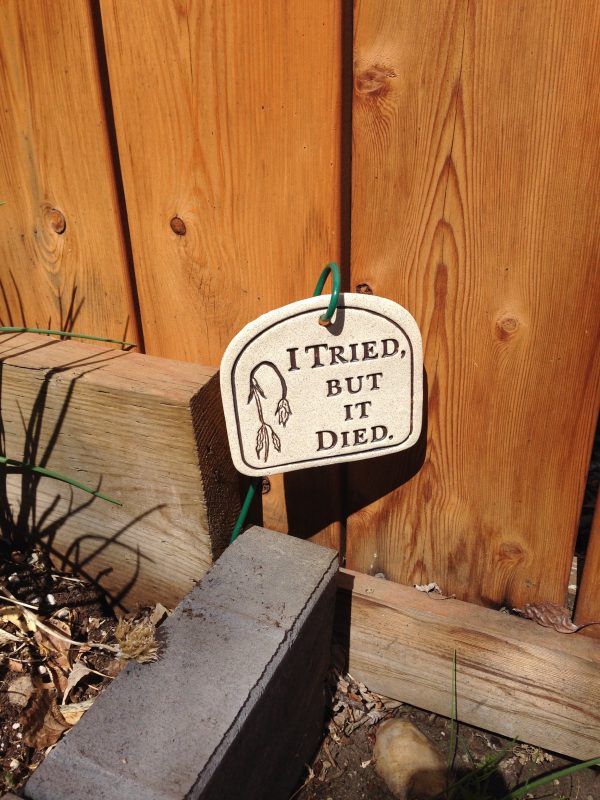 I Tried,
but
it
Died.